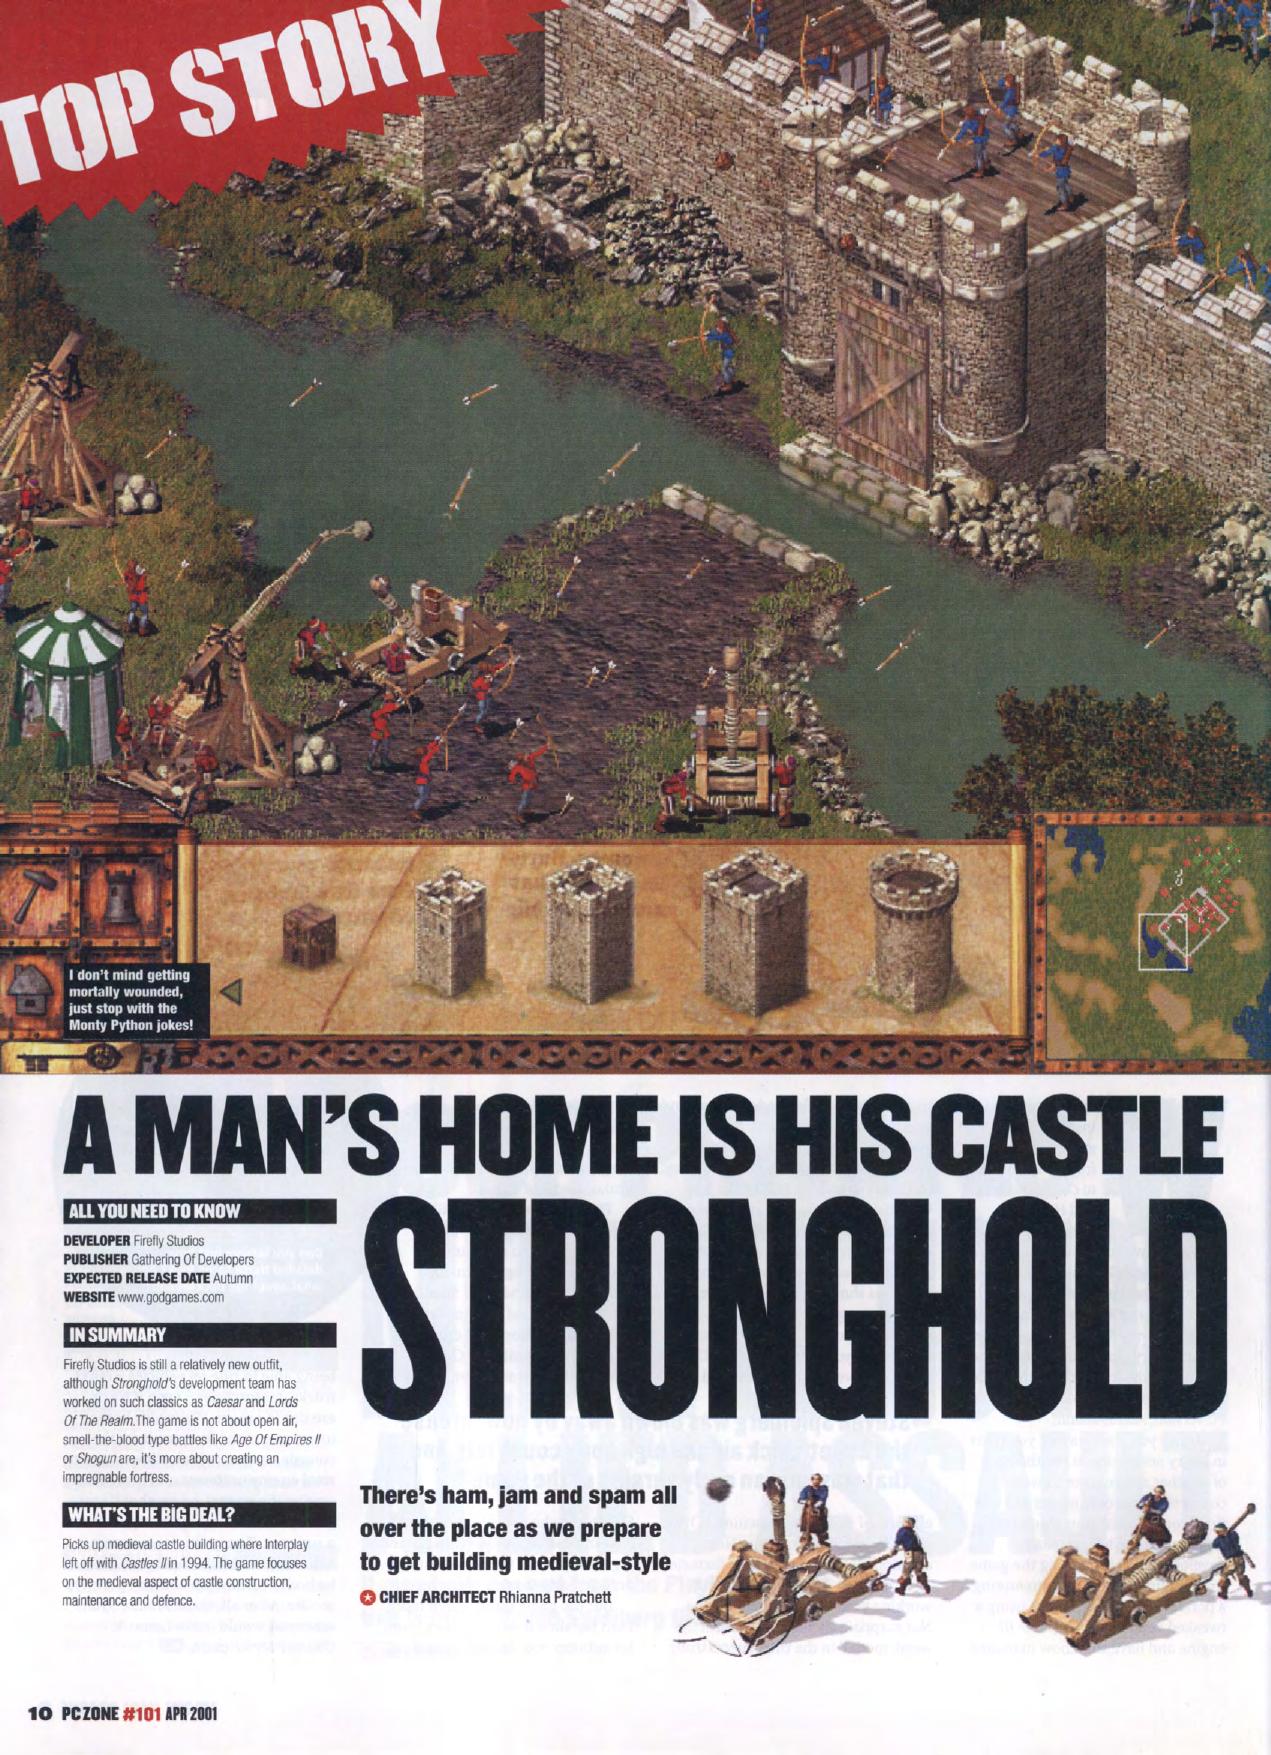 TOP STORY
I don't mind getting
mortally wounded,
just stop with the
Monty Python jokes!
A MAN'S HOME IS HIS CASTLE
STRONGHOLD
ALL YOU NEED TO KNOW
DEVELOPER Firefly Studios
PUBLISHER Gathering Of Developers
EXPECTED RELEASE DATE Autumn
WEBSITE www.godgames.com
IN SUMMARY
Firefly Studios is still a relatively new outfit,
although Stronghold's development team has
worked on such classics as Caesar and Lords
Of The Realm.The game is not about open air,
smell-the-blood type battles like Age Of Empires II
or Shogun are, it's more about creating an
impregnable fortress.
WHAT'S THE BIG DEAL?
Picks up medieval castle building where Interplay
left off with Castles II in 1994. The game focuses
on the medieval aspect of castle construction,
maintenance and defence.
There's ham, jam and spam all
over the place as we prepare
to get building medieval-style
CHIEF ARCHITECT Rhianna Pratchett
10 PCZONE #101 APR 2001